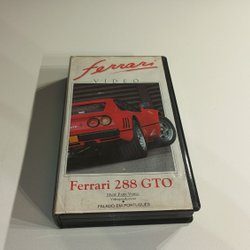 Ferrari
VIDEO
Ferrari 288 GTO
FALADO EM PORTUGUÊS